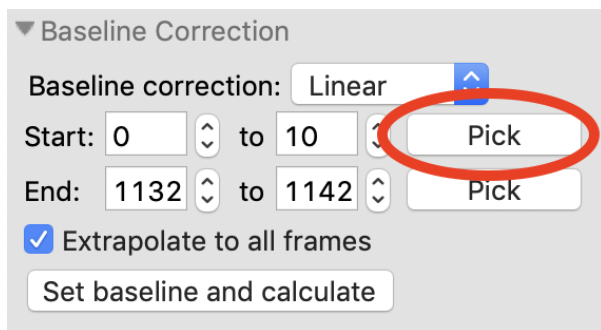 Baseline Correction
Baseline correction: Linear
Start: 0 to 10 Pick
End: 1132 to 1142 Pick
Extrapolate to all frames
Set baseline and calculate